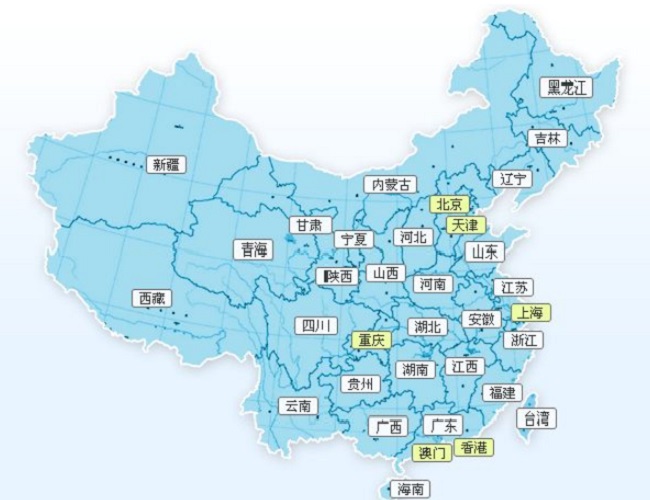 黑龙江
吉林
新疆
内蒙古
辽宁
北京
甘肃
宁夏
河北
天津
青海
山东
陕西
山西
河南
江苏
西藏
四川
重庆
湖北
安徽
上海
浙江
贵州
湖南
江西
福建
云南
广西
广东
台湾
澳门
香港
海南